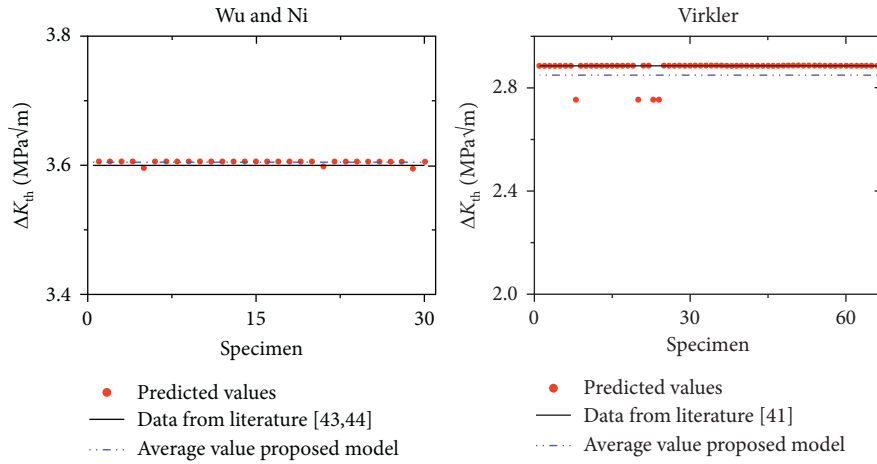 Wu and Ni
3.8
3.6
3.4
ΔKth (MPa√m)
0
15
30
Specimen
Predicted values
Data from literature [43,44]
Average value proposed model
Virkler
2.8
2.4
2.0
ΔKth (MPa√m)
0
30
60
Specimen
Predicted values
Data from literature [41]
Average value proposed model